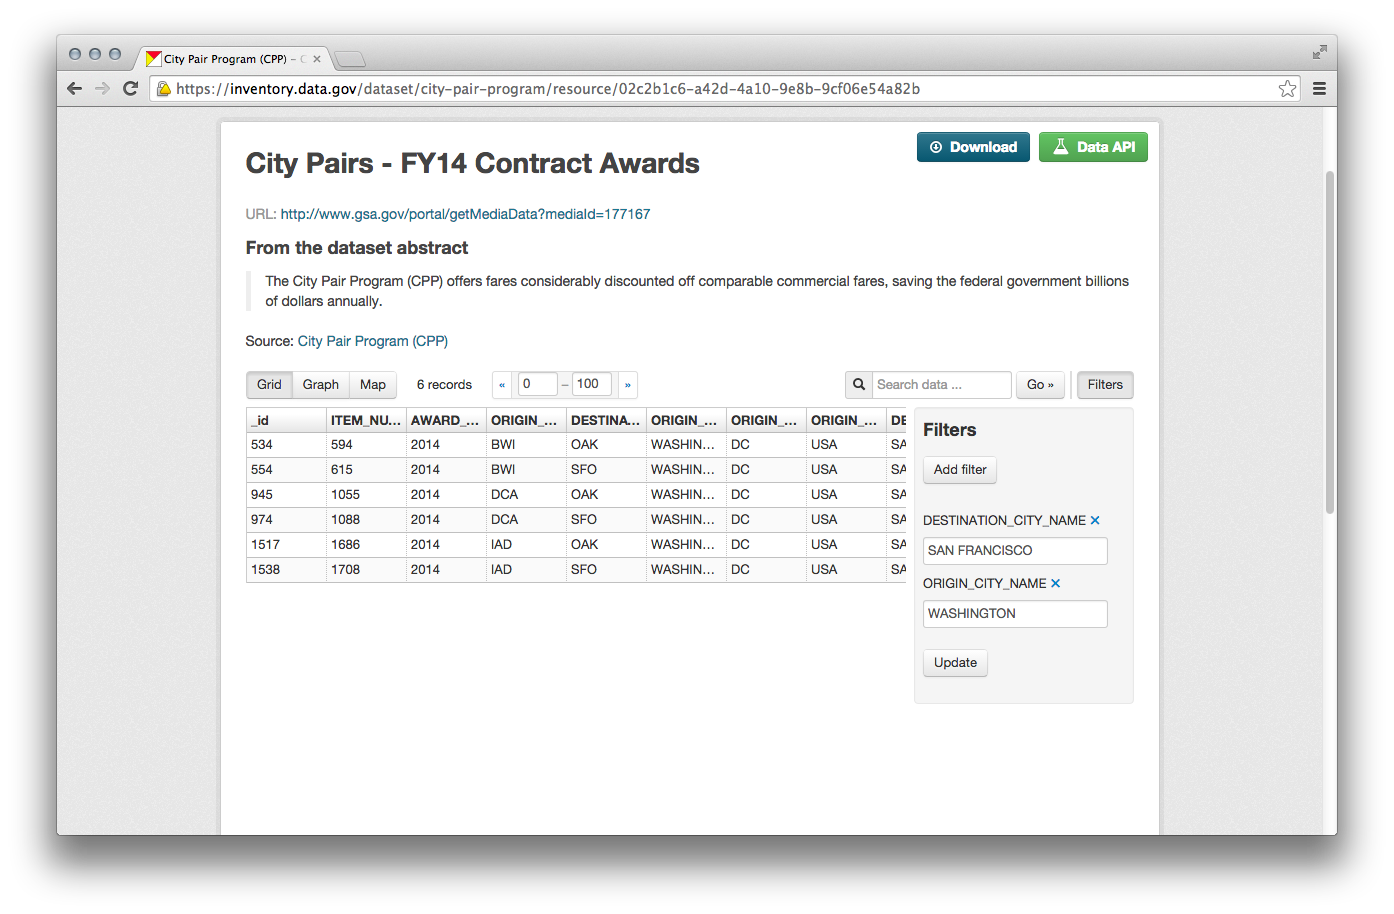 City Pair Program (CPP) – C
https://inventory.data.gov/dataset/city-pair-program/resource/02c2b1c6-a42d-4a10-9e8b-9cf06e54a82b
Download
Data API
City Pairs - FY14 Contract Awards
URL: http://www.gsa.gov/portal/getMediaData?mediaId=177167
From the dataset abstract
The City Pair Program (CPP) offers fares considerably discounted off comparable commercial fares, saving the federal government billions
of dollars annually.
Source: City Pair Program (CPP)
Grid Graph Map 6 records « 0 – 100 » Search data ... Go » Filters
_id ITEM_NU... AWARD_... ORIGIN_... DESTINA... ORIGIN_... ORIGIN_... ORIGIN_... DE
534 594 2014 BWI OAK WASHIN... DC USA SA
554 615 2014 BWI SFO WASHIN... DC USA SA
945 1055 2014 DCA OAK WASHIN... DC USA SA
974 1088 2014 DCA SFO WASHIN... DC USA SA
1517 1686 2014 IAD OAK WASHIN... DC USA SA
1538 1708 2014 IAD SFO WASHIN... DC USA SA
Filters
Add filter
DESTINATION_CITY_NAME
SAN FRANCISCO
ORIGIN_CITY_NAME
WASHINGTON
Update